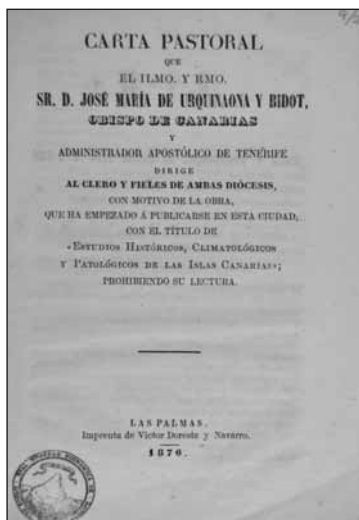 CARTA PASTORAL
QUE
EL ILMO. Y RMO.
SR. D. JOSÉ MARÍA DE URQUINAONA Y BIDOT,
OBISPO DE CANARIAS
Y
ADMINISTRADOR APOSTÓLICO DE TENERIFE
DIRIGE
AL CLERO Y FIELES DE AMBAS DIÓCESIS,
CON MOTIVO DE LA OBRA,
QUE HA EMPEZADO Á PUBLICARSE EN ESTA CIUDAD,
CON EL TÍTULO DE
«ESTUDIOS HISTÓRICOS, CLIMATOLÓGICOS
Y PATOLÓGICOS DE LAS ISLAS CANARIAS»;
PROHIBIENDO SU LECTURA.
LAS PALMAS.
Imprenta de Victor Doreste y Navarro.
1876.